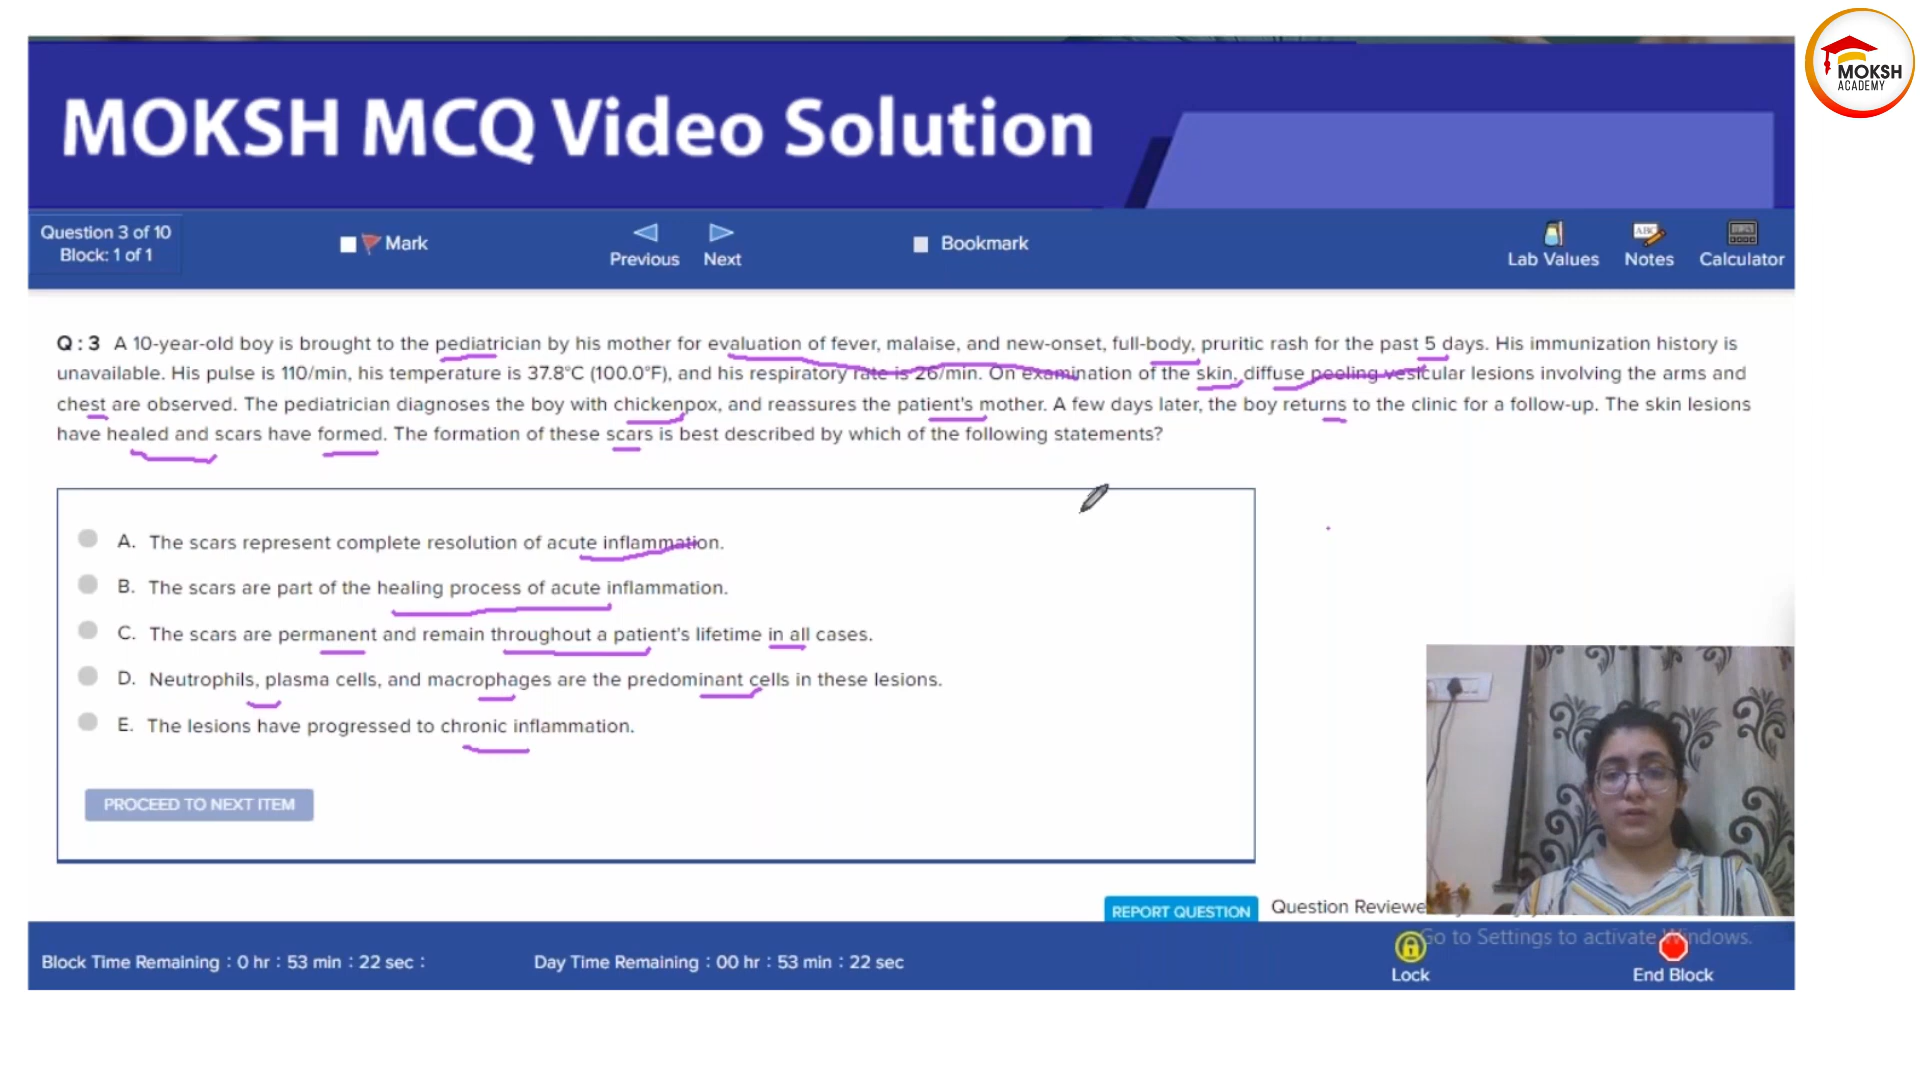 MOKSH
ACADEMY
MOKSH MCQ Video Solution
Question 3 of 10
Block: 1 of 1
Mark
Previous
Next
Bookmark
Lab Values
Notes
Calculator
Q : 3 A 10-year-old boy is brought to the pediatrician by his mother for evaluation of fever, malaise, and new-onset, full-body, pruritic rash for the past 5 days. His immunization history is
unavailable. His pulse is 110/min, his temperature is 37.8°C (100.0°F), and his respiratory rate is 26/min. On examination of the skin, diffuse peeling vesicular lesions involving the arms and
chest are observed. The pediatrician diagnoses the boy with chickenpox, and reassures the patient's mother. A few days later, the boy returns to the clinic for a follow-up. The skin lesions
have healed and scars have formed. The formation of these scars is best described by which of the following statements?
A. The scars represent complete resolution of acute inflammation.
B. The scars are part of the healing process of acute inflammation.
C. The scars are permanent and remain throughout a patient's lifetime in all cases.
D. Neutrophils, plasma cells, and macrophages are the predominant cells in these lesions.
E. The lesions have progressed to chronic inflammation.
PROCEED TO NEXT ITEM
REPORT QUESTION
Question Reviewe
Go to Settings to activate Windows.
Block Time Remaining : 0 hr : 53 min : 22 sec :
Day Time Remaining : 00 hr : 53 min : 22 sec
Lock
End Block